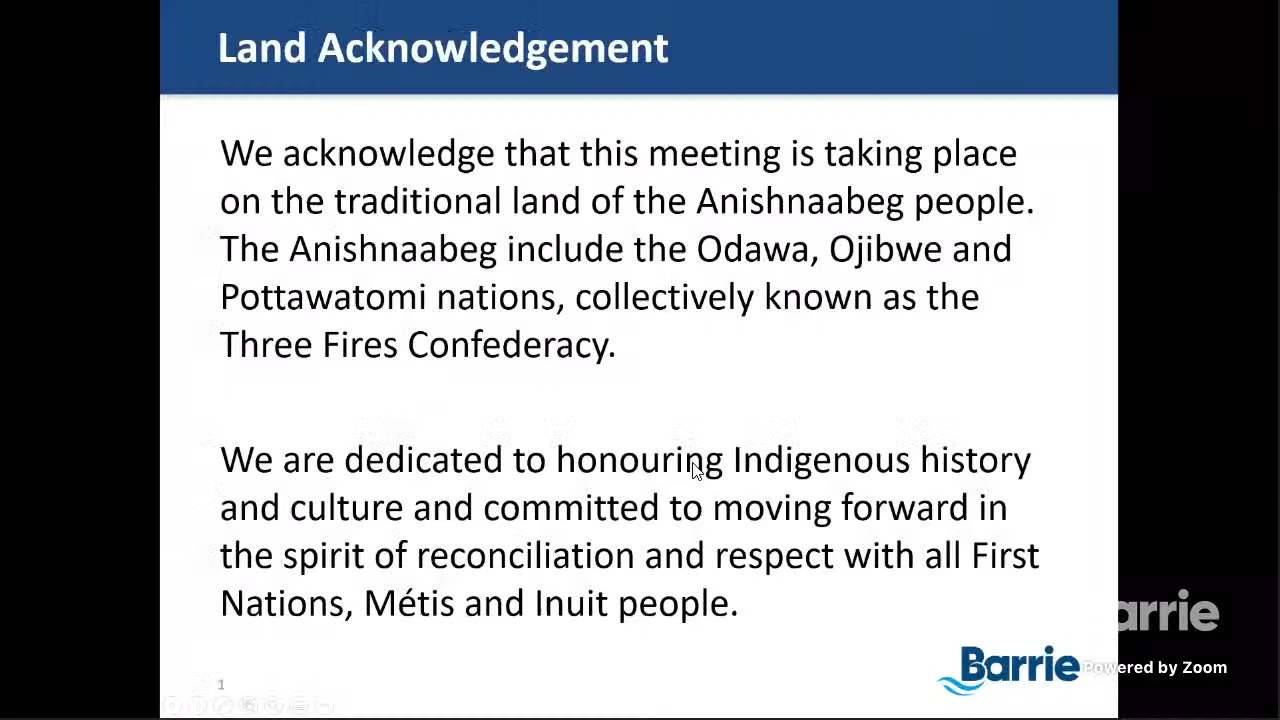 Land Acknowledgement
We acknowledge that this meeting is taking place
on the traditional land of the Anishnaabeg people.
The Anishnaabeg include the Odawa, Ojibwe and
Pottawatomi nations, collectively known as the
Three Fires Confederacy.
We are dedicated to honouring Indigenous history
and culture and committed to moving forward in
the spirit of reconciliation and respect with all First
Nations, Métis and Inuit people.
arrie
Barrie
Powered by Zoom
1